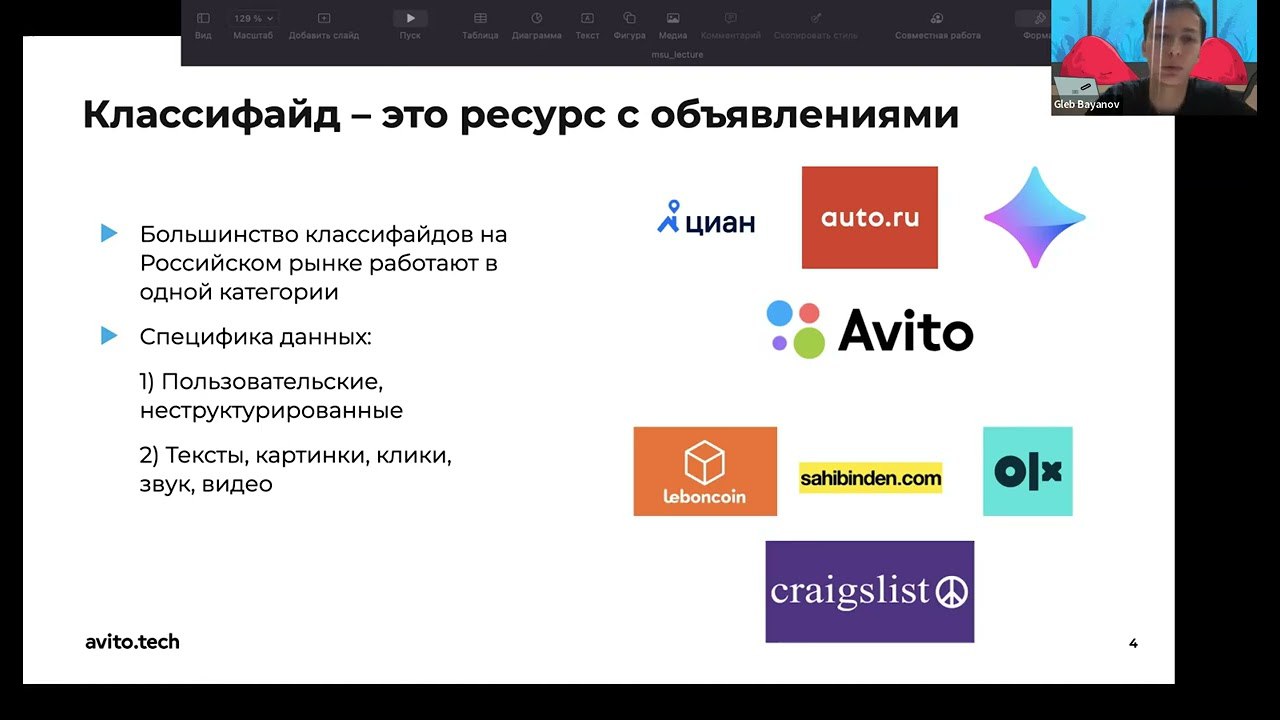 129 %
Вид
Масштаб
Добавить слайд
Пуск
Таблица
Диаграмма
Текст
Фигура
Медиа
Комментарий
Скопировать стиль
Совместная работа
msu_lecture
Gleb Bayanov
Классифайд – это ресурс с объявлениями
Большинство классифайдов на
Российском рынке работают в
одной категории
Специфика данных:
1) Пользовательские,
неструктурированные
2) Тексты, картинки, клики,
звук, видео
циан
auto.ru
Avito
leboncoin
sahibinden.com
olx
craigslist
avito.tech
4